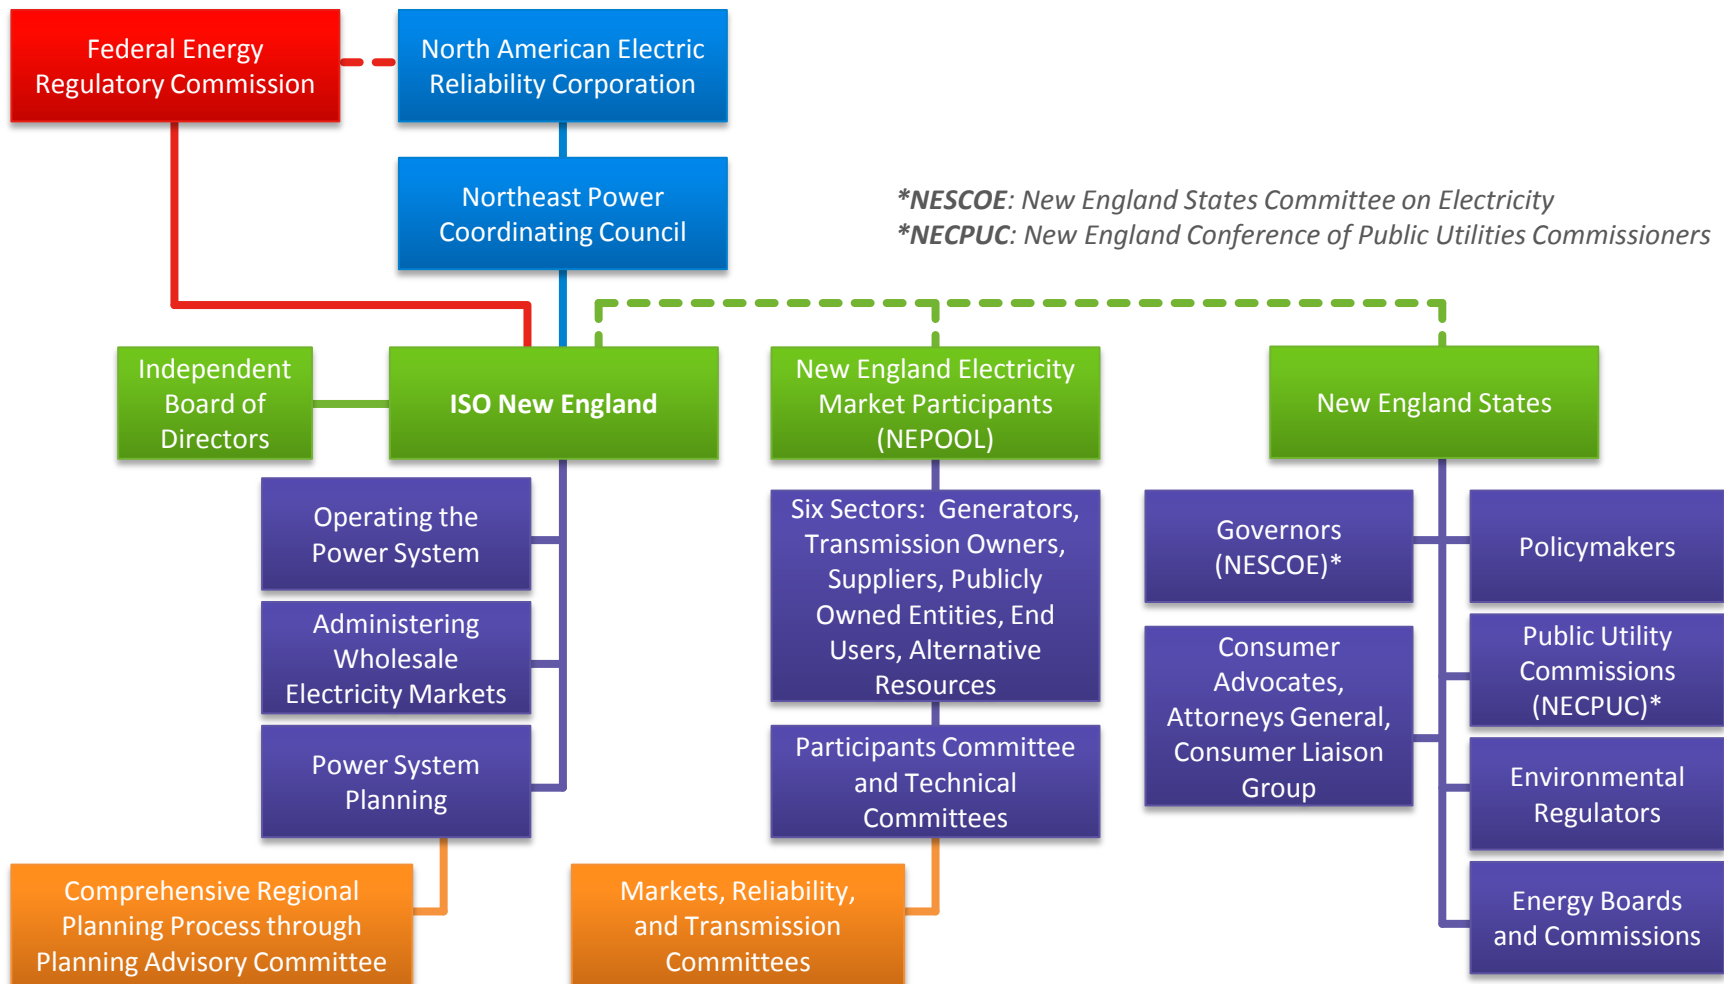 Federal Energy
Regulatory Commission
North American Electric
Reliability Corporation
Northeast Power
Coordinating Council
*NESCOE: New England States Committee on Electricity
*NECPUC: New England Conference of Public Utilities Commissioners
Independent
Board of
Directors
ISO New England
New England Electricity
Market Participants
(NEPOOL)
New England States
Operating the
Power System
Administering
Wholesale
Electricity Markets
Power System
Planning
Comprehensive Regional
Planning Process through
Planning Advisory Committee
Six Sectors: Generators,
Transmission Owners,
Suppliers, Publicly
Owned Entities, End
Users, Alternative
Resources
Participants Committee
and Technical
Committees
Markets, Reliability,
and Transmission
Committees
Governors
(NESCOE)*
Consumer
Advocates,
Attorneys General,
Consumer Liaison
Group
Policymakers
Public Utility
Commissions
(NECPUC)*
Environmental
Regulators
Energy Boards
and Commissions